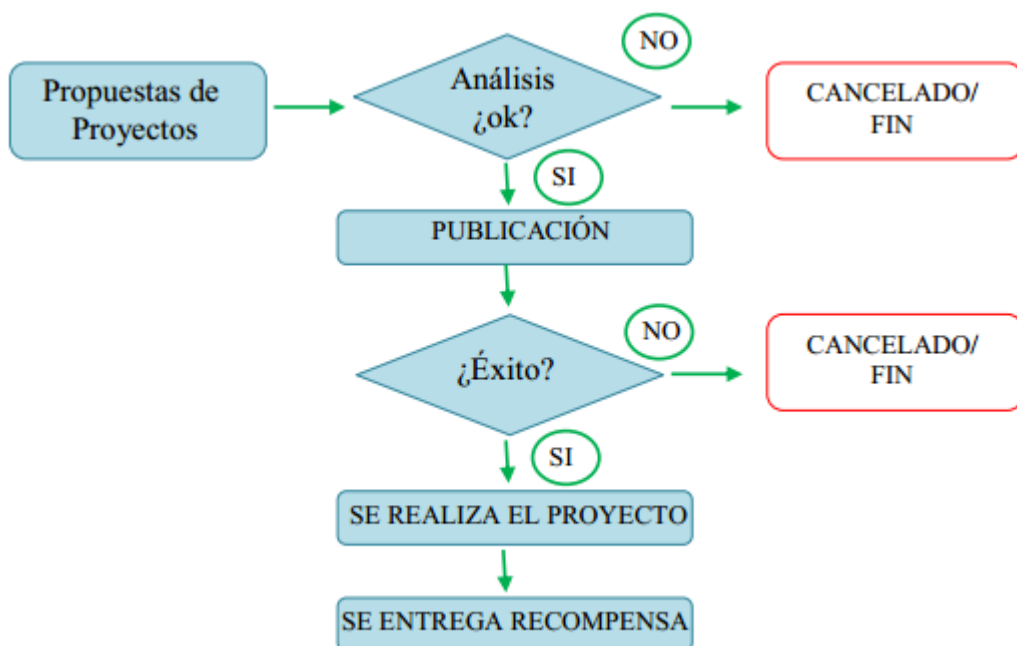 Propuestas de
Proyectos
Análisis
¿ok?
NO
CANCELADO/
FIN
SI
PUBLICACIÓN
¿Éxito?
NO
CANCELADO/
FIN
SI
SE REALIZA EL PROYECTO
SE ENTREGA RECOMPENSA